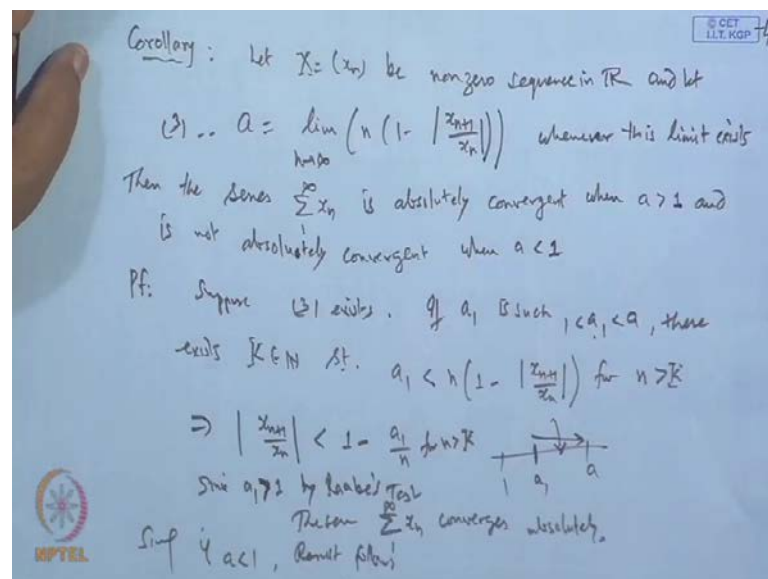 © CET
I.I.T. KGP
Corollary : Let X = (xn) be nonzero sequence in R and let
(3) .. a = lim n→∞ (n (1 - |xn+1/xn|)) whenever this limit exists
Then the series ∑ 1 ∞ xn is absolutely convergent when a > 1 and
is not absolutely convergent when a < 1
Pf: Suppose (3) exists. If a1 is such 1 < a1 < a, there
exists K ∈ N st. a1 < n (1 - |xn+1/xn|) for n > K
⇒ |xn+1/xn| < 1 - a1/n for n > K
1 a1 a
Since a1 > 1 by Raabe's Test
Then ∑ 1 ∞ xn converges absolutely.
Sim if a < 1, Result follows
NPTEL